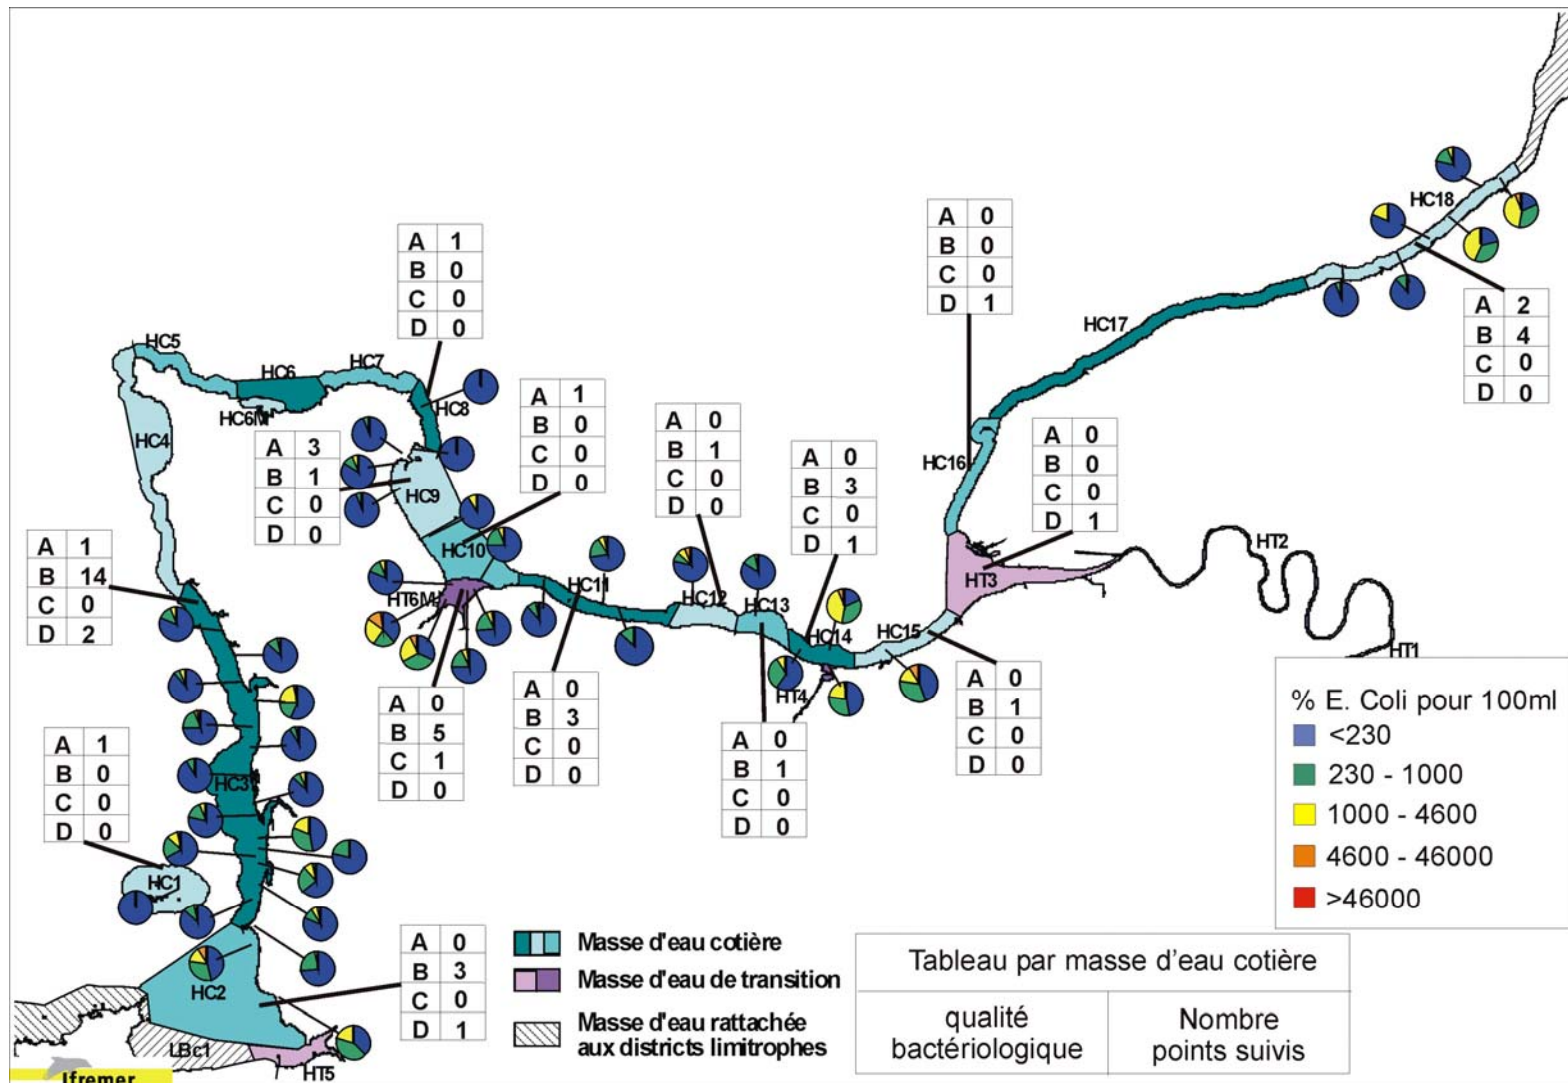 A 0
B 0
C 0
D 1
HC18
A 1
B 0
C 0
D 0
A 2
B 4
C 0
D 0
HC17
HC5
HC6
HC7
HC8
HC6M
HC4
A 1
B 0
C 0
D 0
A 0
B 1
C 0
D 0
A 0
B 3
C 0
D 1
A 0
B 0
C 0
D 1
HC16
A 3
B 1
C 0
D 0
HC9
HC10
HT2
HT3
A 1
B 14
C 0
D 2
HC11
HT6M
HC12
HC13
HC14
HC15
HT4
HT1
A 0
B 5
C 1
D 0
A 0
B 3
C 0
D 0
A 0
B 1
C 0
D 0
A 0
B 1
C 0
D 0
A 1
B 0
C 0
D 0
HC3
HC1
HC2
A 0
B 3
C 0
D 1
LBc1
HT5
Ifremer
% E. Coli pour 100ml
<230
230 - 1000
1000 - 4600
4600 - 46000
>46000
Masse d'eau cotière
Masse d'eau de transition
Masse d'eau rattachée
aux districts limitrophes
Tableau par masse d'eau cotière
qualité
bactériologique
Nombre
points suivis